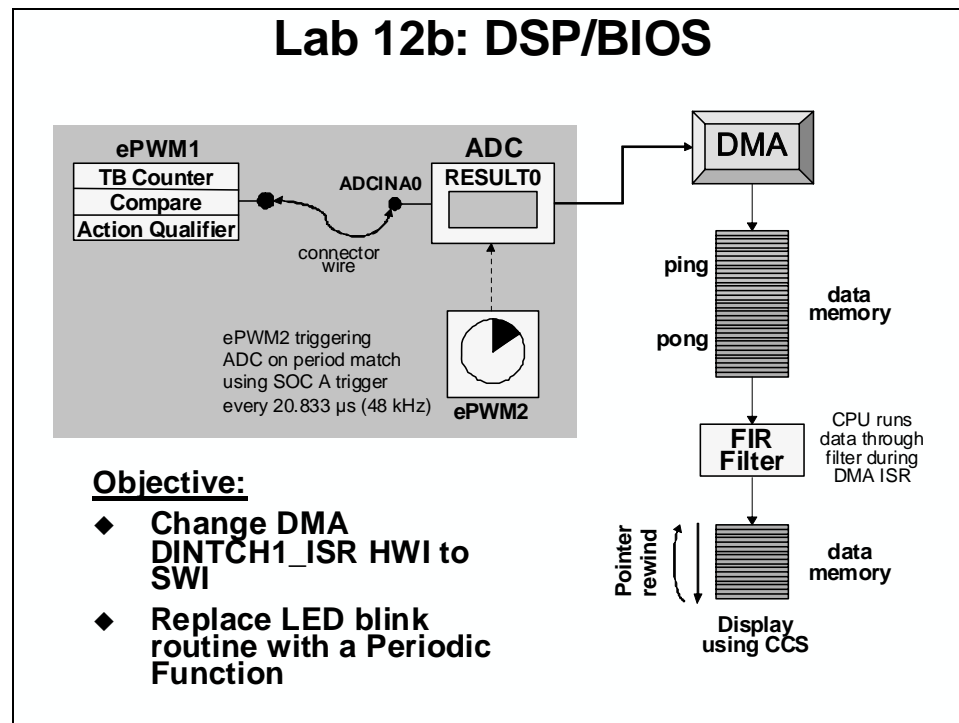 Lab 12b: DSP/BIOS
ePWM1
TB Counter
Compare
Action Qualifier
connector
wire
ADCINA0
ADC
RESULT0
ePWM2 triggering
ADC on period match
using SOC A trigger
every 20.833 µs (48 kHz)
ePWM2
DMA
ping
pong
data
memory
FIR
Filter
CPU runs
data through
filter during
DMA ISR
Pointer
rewind
data
memory
Display
using CCS
Objective:
◆ Change DMA
DINTCH1_ISR HWI to
SWI
◆ Replace LED blink
routine with a Periodic
Function